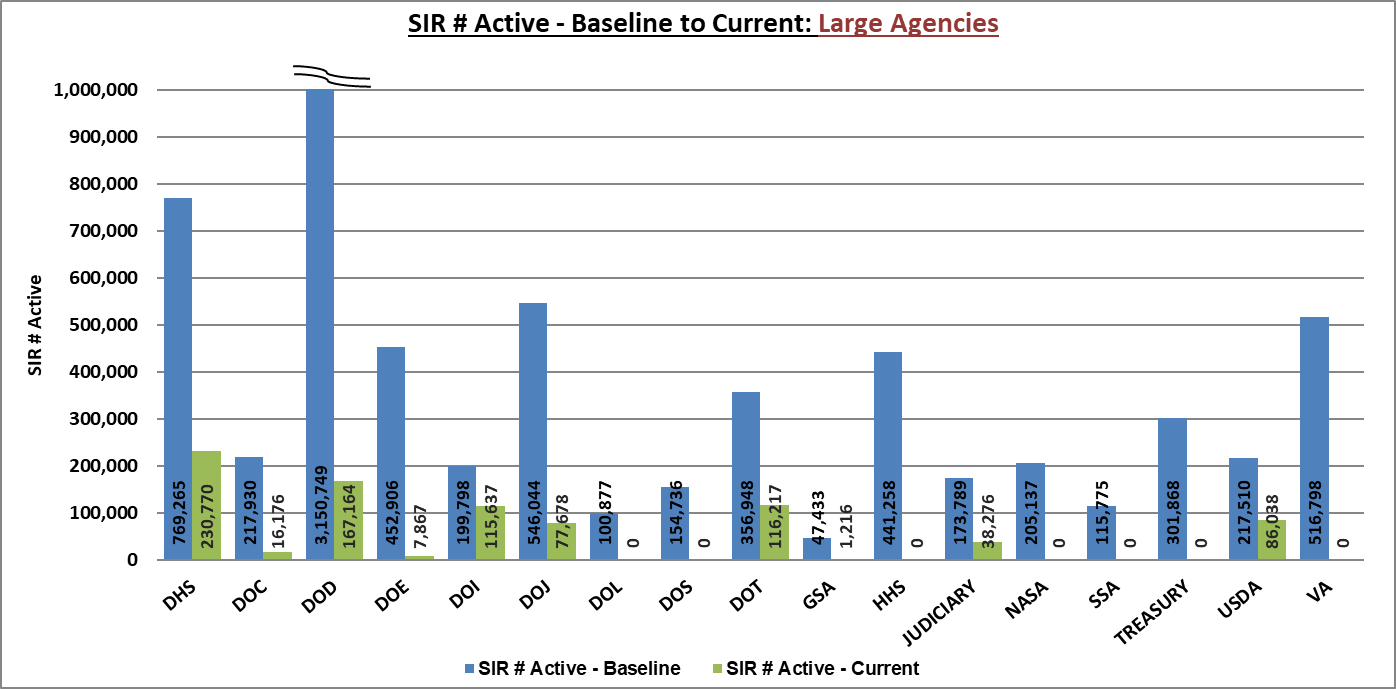 SIR # Active - Baseline to Current: Large Agencies
SIR # Active
1,000,000
900,000
800,000
700,000
600,000
500,000
400,000
300,000
200,000
100,000
0
769,265
230,770
217,930
16,176
3,150,749
167,164
452,906
7,867
199,798
115,637
546,044
77,678
100,877
0
154,736
0
356,948
116,217
47,433
1,216
441,258
0
173,789
38,276
205,137
0
115,775
0
301,868
0
217,510
86,038
516,798
0
DHS
DOC
DOD
DOE
DOI
DOJ
DOL
DOS
DOT
GSA
HHS
JUDICIARY
NASA
SSA
TREASURY
USDA
VA
SIR # Active - Baseline
SIR # Active - Current